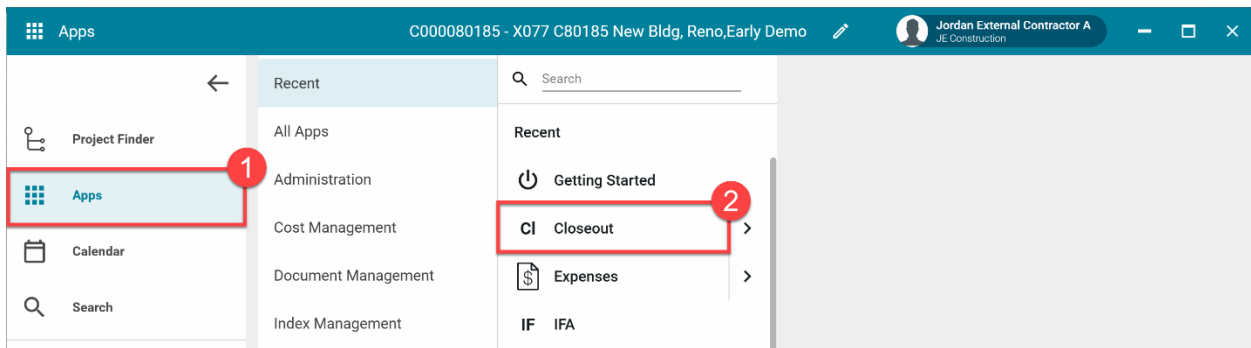 Apps
C000080185 - X077 C80185 New Bldg, Reno,Early Demo
Jordan External Contractor A
JE Construction
Project Finder
1
Apps
Calendar
Search
Recent
All Apps
Administration
Cost Management
Document Management
Index Management
Search
Recent
Getting Started
2
Cl Closeout
$ Expenses
IF IFA